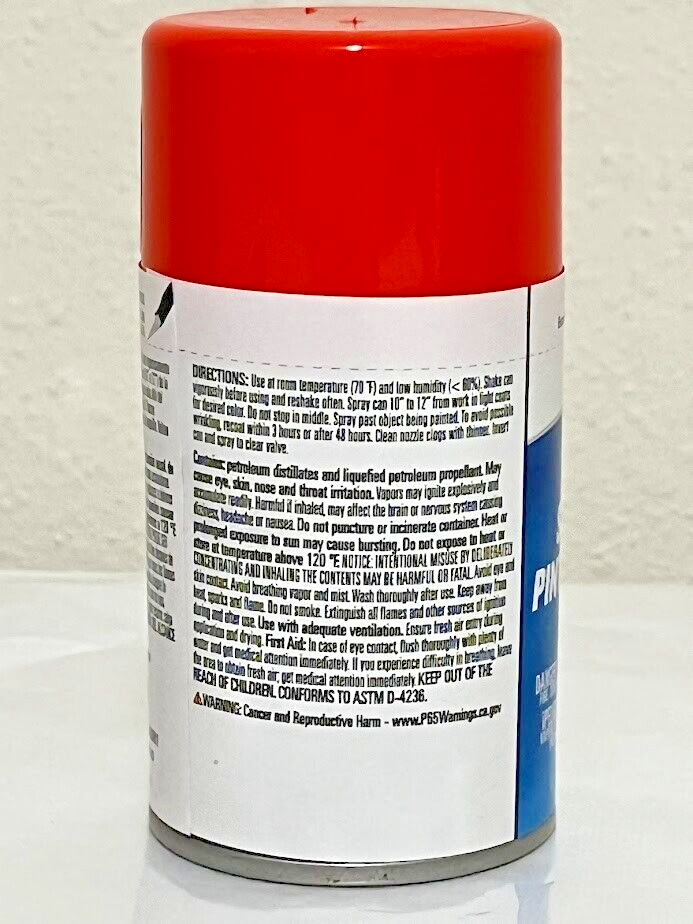 DIRECTIONS: Use at room temperature (70 °F) and low humidity (< 60%). Shake can
vigorously before using and reshake often. Spray can 10" to 12" from work in light coats
for desired color. Do not stop in middle. Spray past object being painted. To avoid possible
wrinkling, recoat within 3 hours or after 48 hours. Clean nozzle clogs with thinner. Invert
can and spray to clear valve.
Contains: petroleum distillates and liquefied petroleum propellant. May
cause eye, skin, nose and throat irritation. Vapors may ignite explosively and
accumulate readily. Harmful if inhaled, may affect the brain or nervous system causing
dizziness, headache or nausea. Do not puncture or incinerate container. Heat or
prolonged exposure to sun may cause bursting. Do not expose to heat or
store at temperature above 120 °F NOTICE: INTENTIONAL MISUSE BY DELIBERATELY
CONCENTRATING AND INHALING THE CONTENTS MAY BE HARMFUL OR FATAL. Avoid eye and
skin contact. Avoid breathing vapor and mist. Wash thoroughly after use. Keep away from
heat, sparks and flame. Do not smoke. Extinguish all flames and other sources of ignition
during and after use. Use with adequate ventilation. Ensure fresh air entry during
application and drying. First Aid: In case of eye contact, flush thoroughly with plenty of
water and get medical attention immediately. If you experience difficulty in breathing, leave
the area to obtain fresh air; get medical attention immediately. KEEP OUT OF THE
REACH OF CHILDREN. CONFORMS TO ASTM D-4236.
⚠WARNING: Cancer and Reproductive Harm - www.P65Warnings.ca.gov
PIN